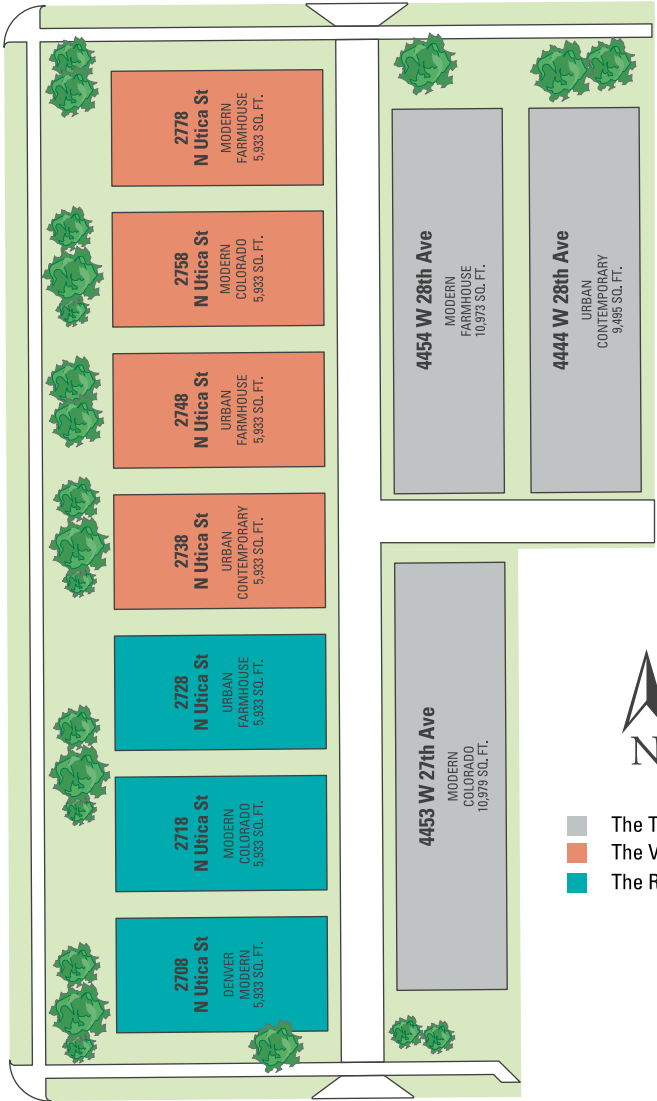 2778
N Utica St
MODERN
FARMHOUSE
5,933 SQ. FT.
2758
N Utica St
MODERN
COLORADO
5,933 SQ. FT.
2748
N Utica St
URBAN
FARMHOUSE
5,933 SQ. FT.
2738
N Utica St
URBAN
CONTEMPORARY
5,933 SQ. FT.
2728
N Utica St
URBAN
FARMHOUSE
5,933 SQ. FT.
2718
N Utica St
MODERN
COLORADO
5,933 SQ. FT.
2708
N Utica St
DENVER
MODERN
5,933 SQ. FT.
4454 W 28th Ave
MODERN
FARMHOUSE
10,973 SQ. FT.
4444 W 28th Ave
URBAN
CONTEMPORARY
9,495 SQ. FT.
4453 W 27th Ave
MODERN
COLORADO
10,979 SQ. FT.
N
The T
The V
The R